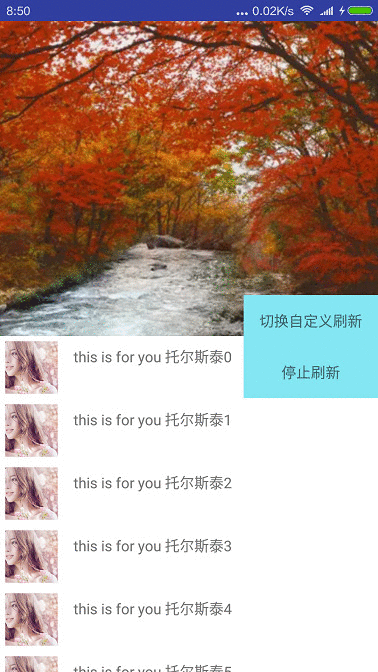 8:50 ... 0.02K/s
切换自定义刷新
停止刷新
this is for you 托尔斯泰0
this is for you 托尔斯泰1
this is for you 托尔斯泰2
this is for you 托尔斯泰3
this is for you 托尔斯泰4
this is for you 托尔斯泰5